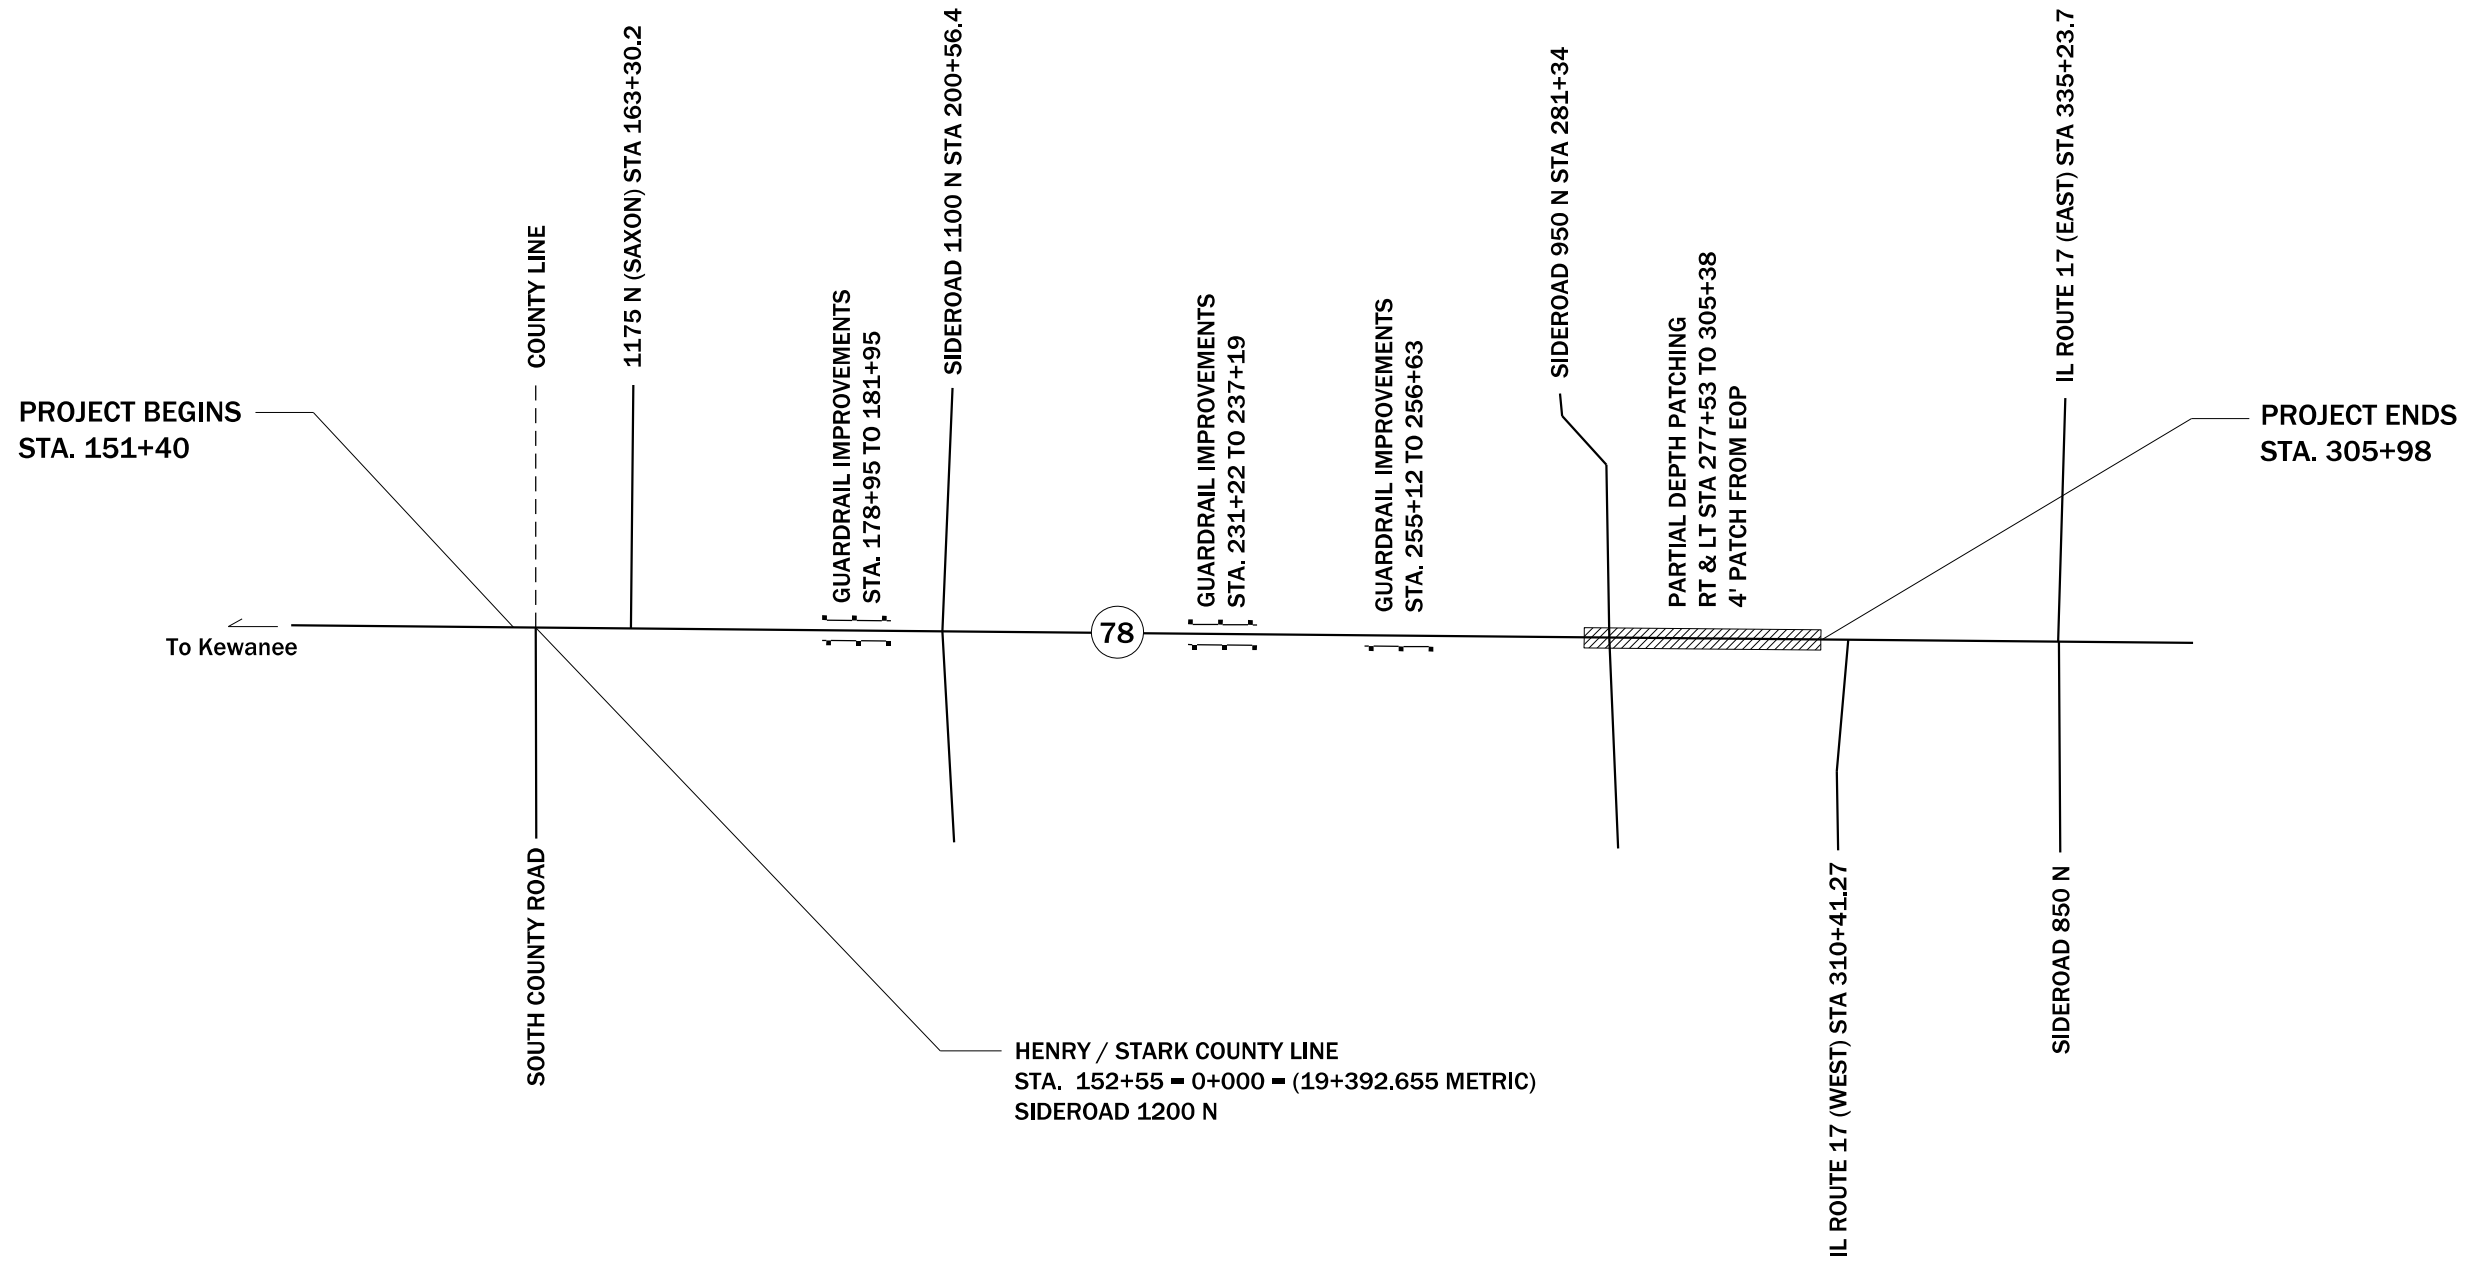 PROJECT BEGINS
STA. 151+40
To Kewanee
COUNTY LINE
1175 N (SAXON) STA 163+30.2
GUARDRAIL IMPROVEMENTS
STA. 178+95 TO 181+95
SIDEROAD 1100 N STA 200+56.4
78
GUARDRAIL IMPROVEMENTS
STA. 231+22 TO 237+19
GUARDRAIL IMPROVEMENTS
STA. 255+12 TO 256+63
SIDEROAD 950 N STA 281+34
PARTIAL DEPTH PATCHING
RT & LT STA 277+53 TO 305+38
4' PATCH FROM EOP
IL ROUTE 17 (EAST) STA 335+23.7
PROJECT ENDS
STA. 305+98
SOUTH COUNTY ROAD
HENRY / STARK COUNTY LINE
STA. 152+55 = 0+000 = (19+392.655 METRIC)
SIDEROAD 1200 N
IL ROUTE 17 (WEST) STA 310+41.27
SIDEROAD 850 N